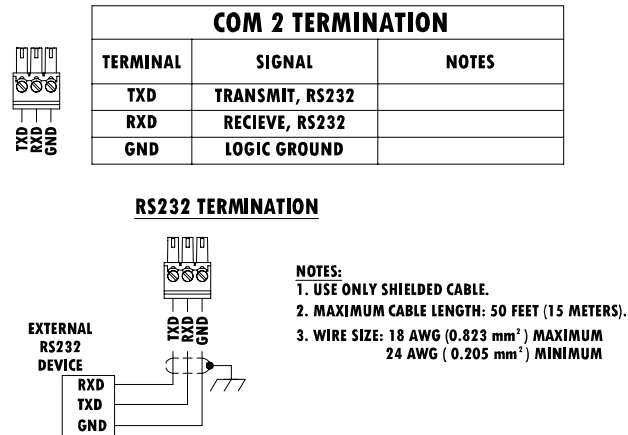 COM 2 TERMINATION
TERMINAL SIGNAL NOTES
TXD TRANSMIT, RS232
RXD RECIEVE, RS232
GND LOGIC GROUND
TXD
RXD
GND
RS232 TERMINATION
TXD
RXD
GND
EXTERNAL
RS232
DEVICE
RXD
TXD
GND
NOTES:
1. USE ONLY SHIELDED CABLE.
2. MAXIMUM CABLE LENGTH: 50 FEET (15 METERS).
3. WIRE SIZE: 18 AWG (0.823 mm²) MAXIMUM
24 AWG ( 0.205 mm²) MINIMUM